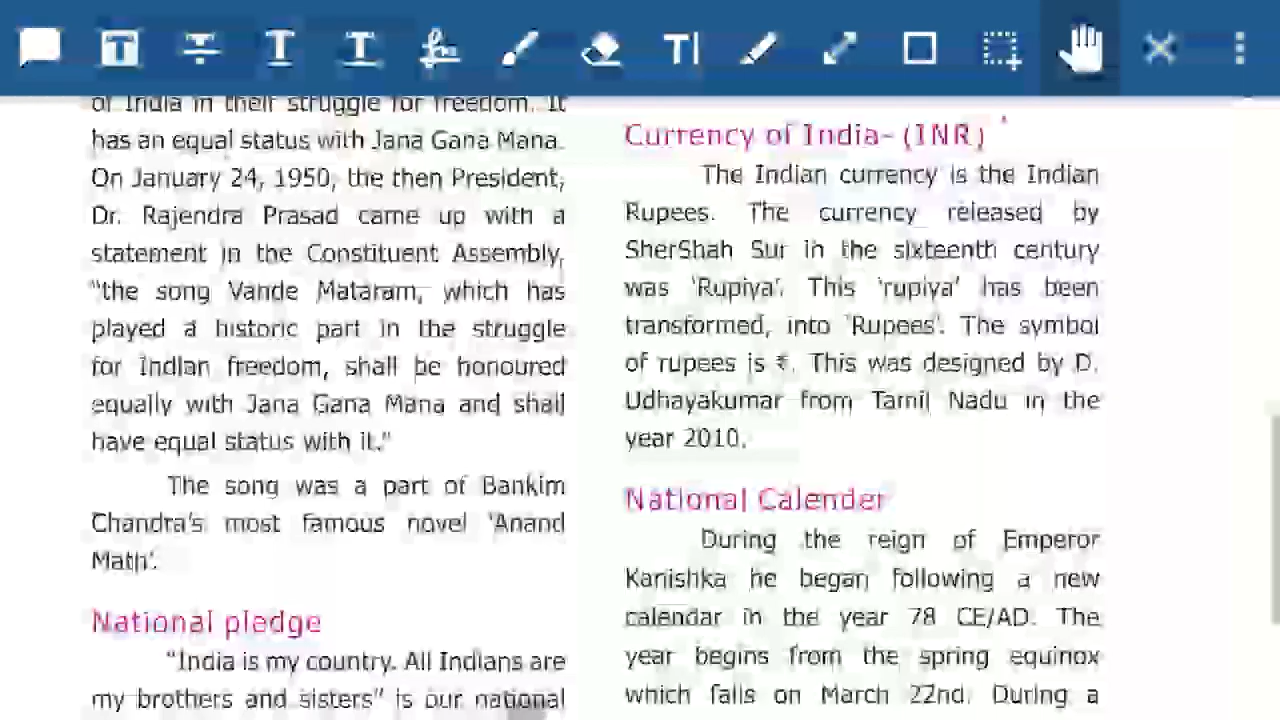 of India in their struggle for freedom. It
has an equal status with Jana Gana Mana.
On January 24, 1950, the then President,
Dr. Rajendra Prasad came up with a
statement in the Constituent Assembly,
"the song Vande Mataram, which has
played a historic part in the struggle
for Indian freedom, shall be honoured
equally with Jana Gana Mana and shall
have equal status with it."
The song was a part of Bankim
Chandra's most famous novel 'Anand
Math'.
National pledge
"India is my country. All Indians are
my brothers and sisters" is our national
Currency of India- (INR)
The Indian currency is the Indian
Rupees. The currency released by
SherShah Sur in the sixteenth century
was 'Rupiya'. This 'rupiya' has been
transformed, into 'Rupees'. The symbol
of rupees is ₹. This was designed by D.
Udhayakumar from Tamil Nadu in the
year 2010.
National Calender
During the reign of Emperor
Kanishka he began following a new
calendar in the year 78 CE/AD. The
year begins from the spring equinox
which falls on March 22nd. During a